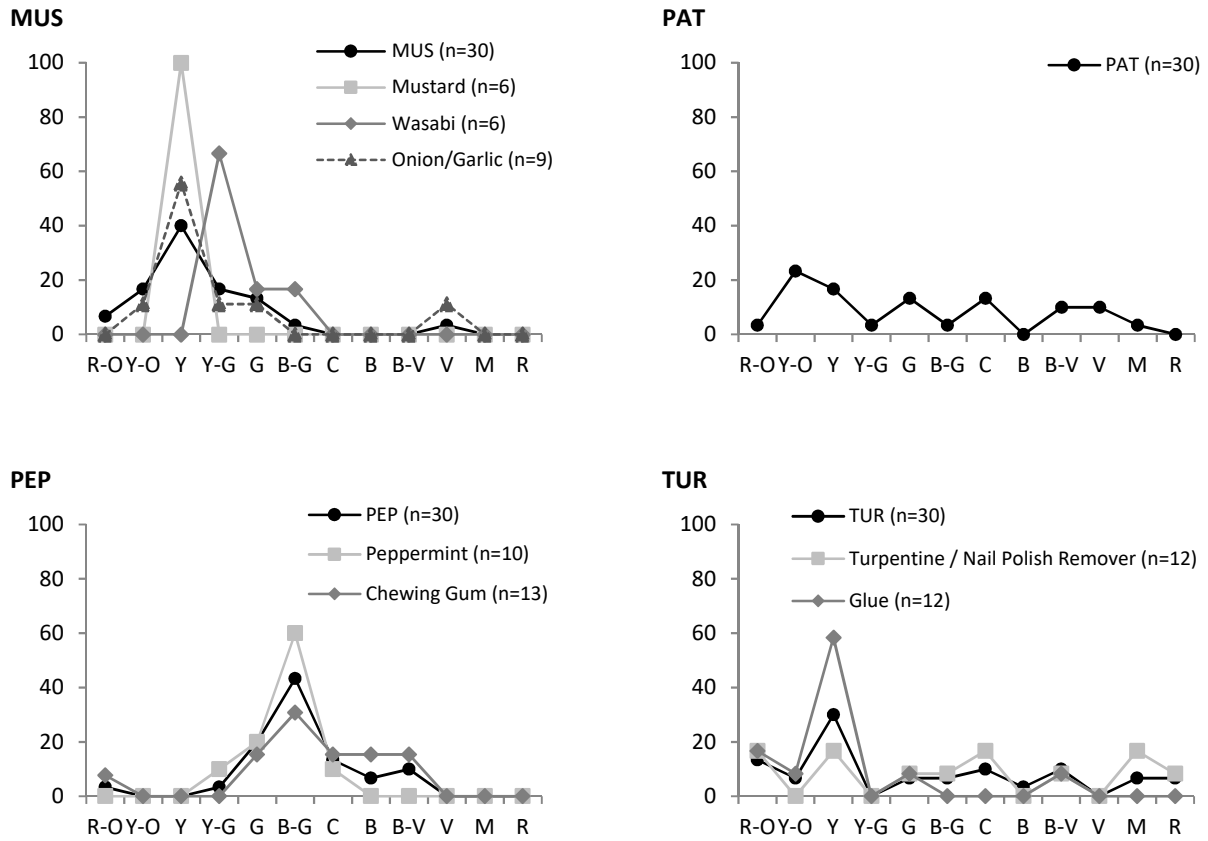 MUS
MUS (n=30)
Mustard (n=6)
Wasabi (n=6)
Onion/Garlic (n=9)
100
80
60
40
20
0
R-O Y-O Y Y-G G B-G C B B-V V M R
PAT
PAT (n=30)
100
80
60
40
20
0
R-O Y-O Y Y-G G B-G C B B-V V M R
PEP
PEP (n=30)
Peppermint (n=10)
Chewing Gum (n=13)
100
80
60
40
20
0
R-O Y-O Y Y-G G B-G C B B-V V M R
TUR
TUR (n=30)
Turpentine / Nail Polish Remover (n=12)
Glue (n=12)
100
80
60
40
20
0
R-O Y-O Y Y-G G B-G C B B-V V M R